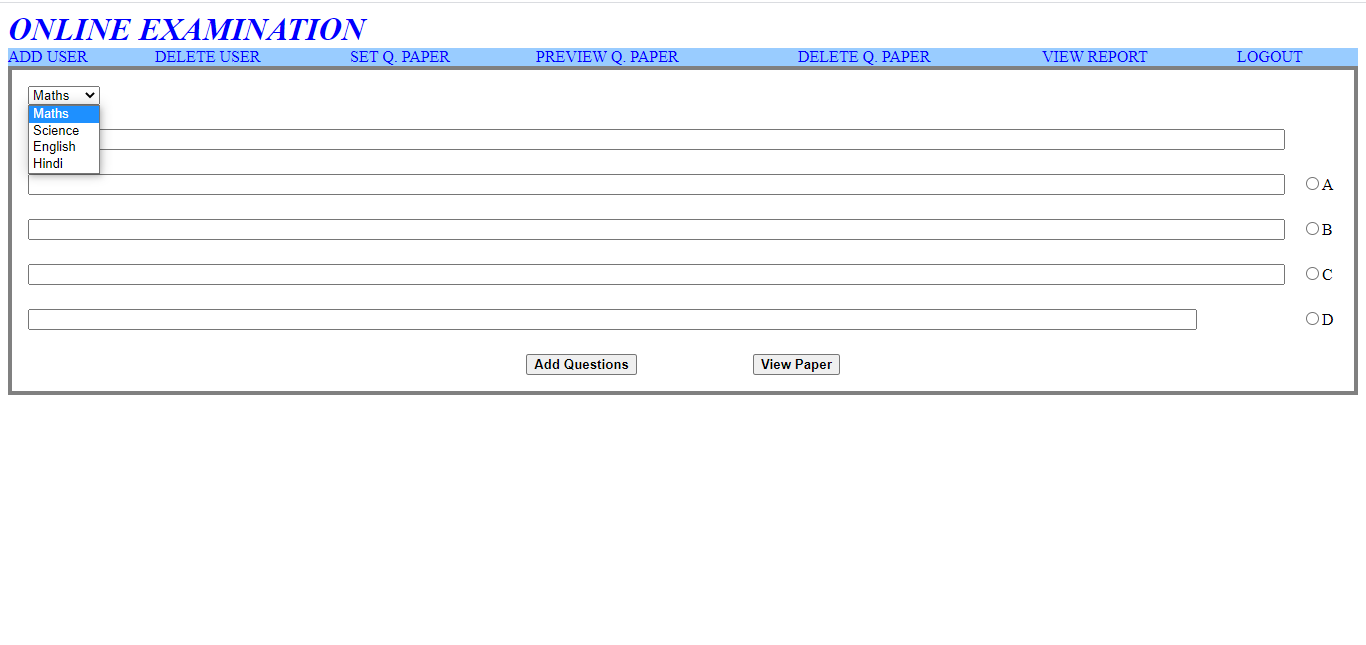 ONLINE EXAMINATION
ADD USER DELETE USER SET Q. PAPER PREVIEW Q. PAPER DELETE Q. PAPER VIEW REPORT LOGOUT
Maths
Maths
Science
English
Hindi
A
B
C
D
Add Questions View Paper